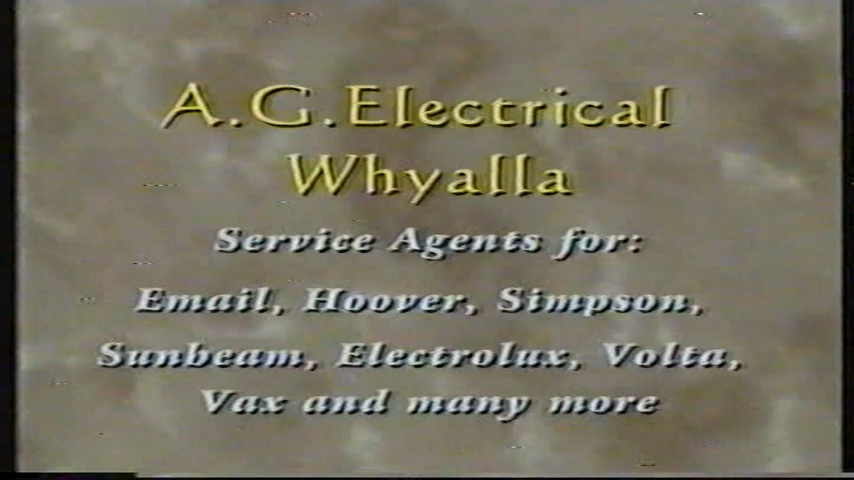 A.G.Electrical
Whyalla
Service Agents for:
Email, Hoover, Simpson,
Sunbeam, Electrolux, Volta,
Vax and many more